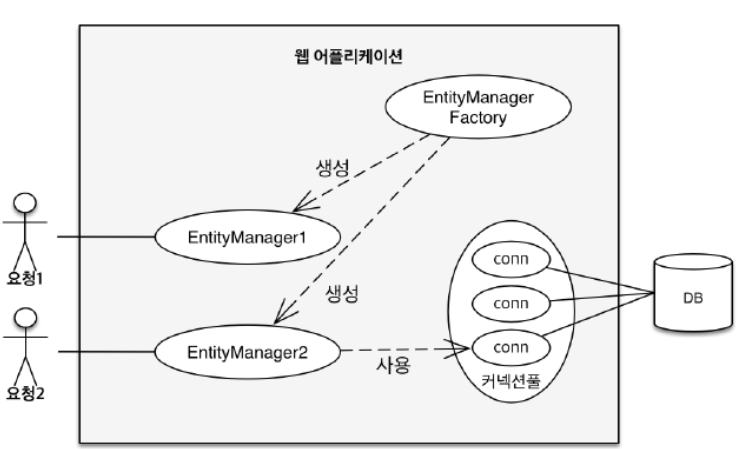 웹 어플리케이션
EntityManager
Factory
생성
EntityManager1
요청1
생성
conn
conn
conn
커넥션풀
DB
EntityManager2
사용
요청2